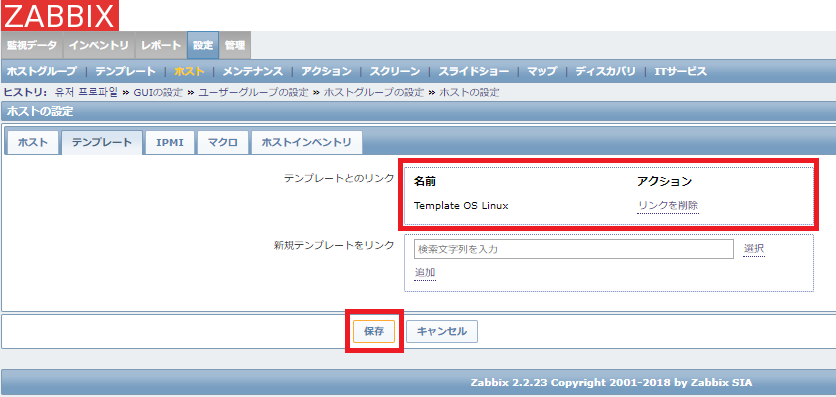 ZABBIX
監視データ インベントリ レポート 設定 管理
ホストグループ | テンプレート | ホスト | メンテナンス | アクション | スクリーン | スライドショー | マップ | ディスカバリ | ITサービス
ヒストリ: 유저 프로파일 » GUIの設定 » ユーザーグループの設定 » ホストグループの設定 » ホストの設定
ホストの設定
ホスト テンプレート IPMI マクロ ホストインベントリ
テンプレートとのリンク 名前 アクション
Template OS Linux リンクを削除
新規テンプレートをリンク 検索文字列を入力 選択
追加
保存 キャンセル
Zabbix 2.2.23 Copyright 2001-2018 by Zabbix SIA